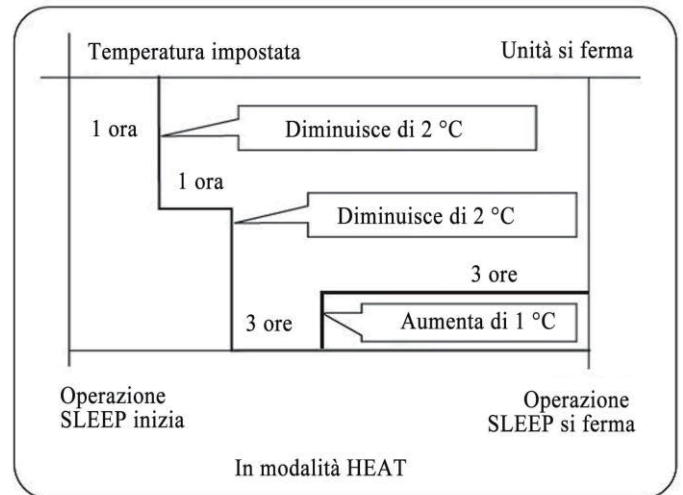 Temperatura impostata
Unità si ferma
1 ora
Diminuisce di 2 °C
1 ora
Diminuisce di 2 °C
3 ore
3 ore
Aumenta di 1 °C
Operazione
SLEEP inizia
Operazione
SLEEP si ferma
In modalità HEAT